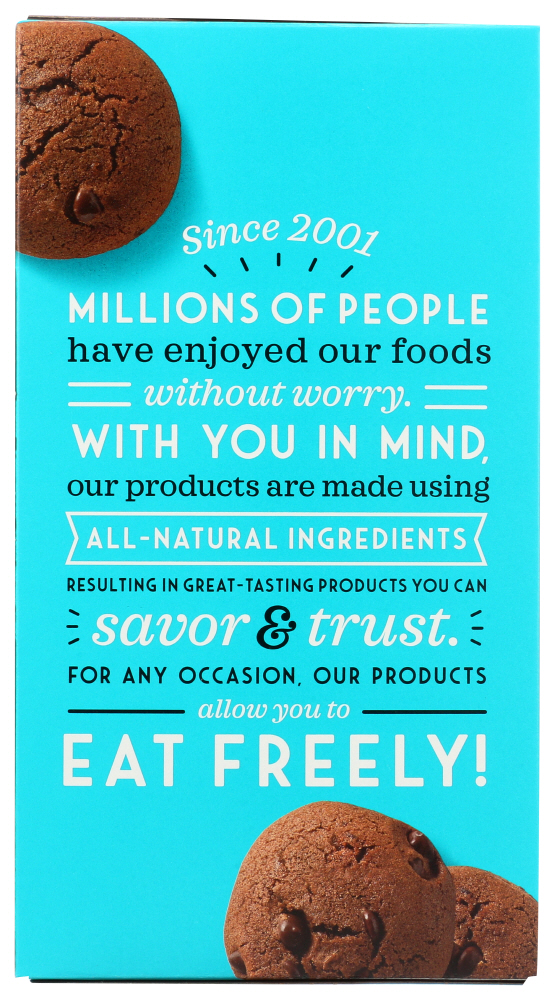 Since 2001
MILLIONS OF PEOPLE
have enjoyed our foods
without worry.
WITH YOU IN MIND,
our products are made using
ALL-NATURAL INGREDIENTS
RESULTING IN GREAT-TASTING PRODUCTS YOU CAN
savor & trust.
FOR ANY OCCASION, OUR PRODUCTS
allow you to
EAT FREELY!